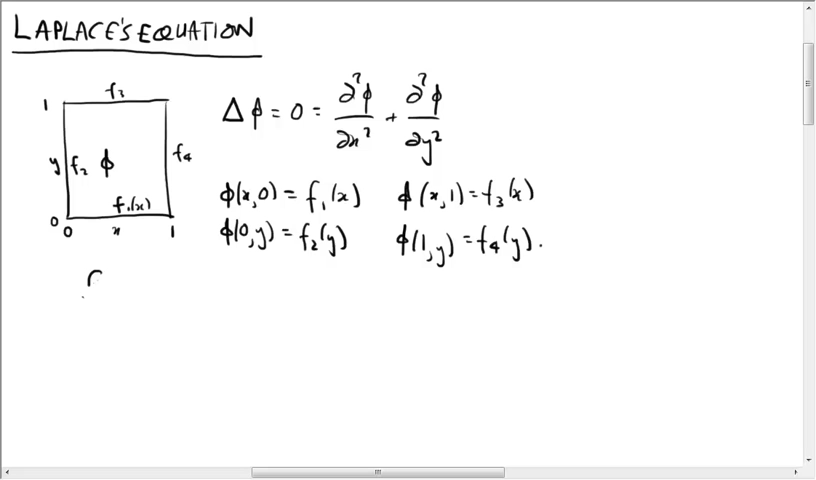 LAPLACE'S EQUATION
f₃
1
Δϕ = 0 = ∂²ϕ/∂x² + ∂²ϕ/∂y²
y f₂ ϕ f₄
f₁(x)
ϕ(x,0) = f₁(x) ϕ(x,1) = f₃(x)
0
0 x 1
ϕ(0,y) = f₂(y) ϕ(1,y) = f₄(y).